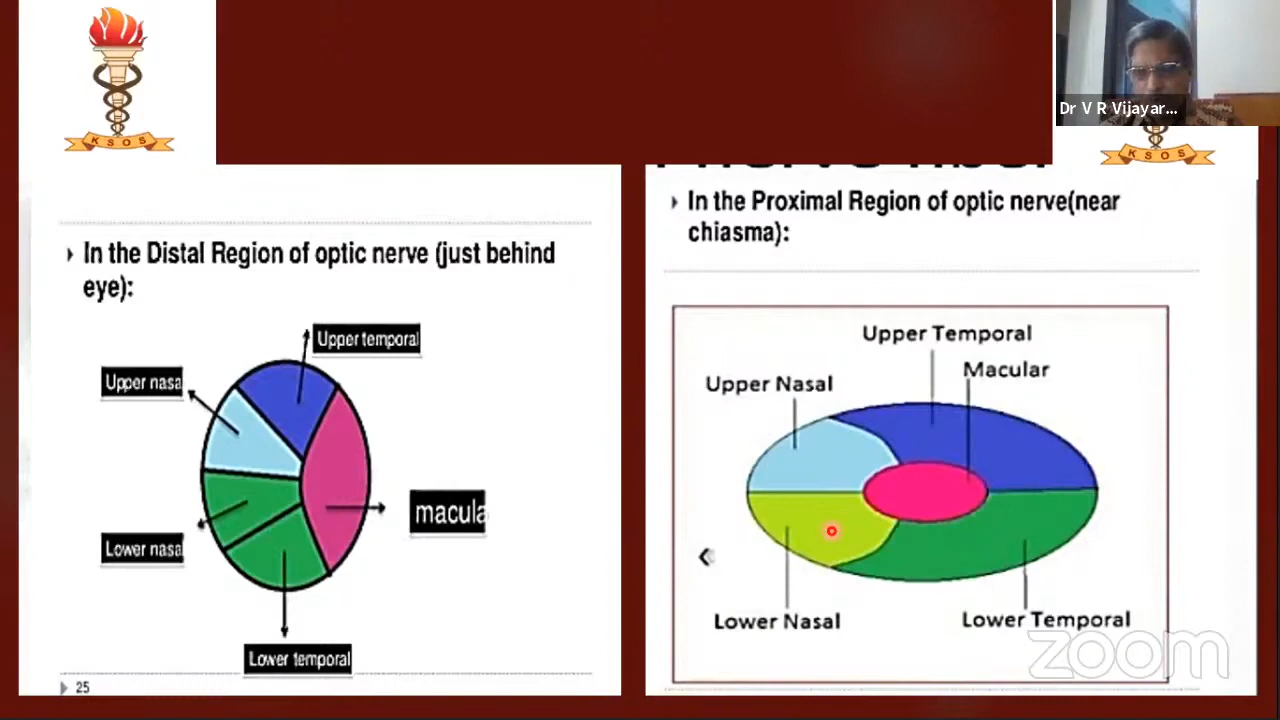 KSOS
Dr V R Vijayar...
KSOS
In the Distal Region of optic nerve (just behind
eye):
Upper temporal
Upper nasa
macula
Lower nasa
Lower temporal
25
In the Proximal Region of optic nerve(near
chiasma):
Upper Temporal
Macular
Upper Nasal
Lower Nasal
Lower Temporal
zoom